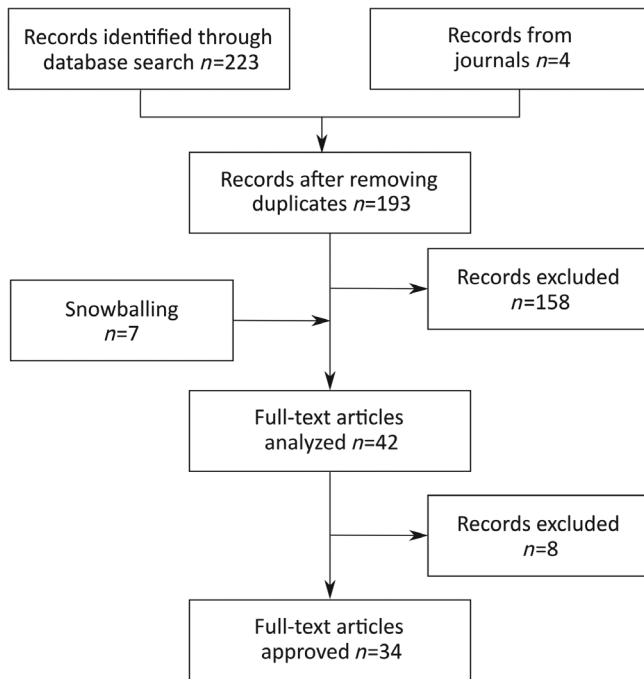 Records identified through
database search n=223
Records from
journals n=4
Records after removing
duplicates n=193
Records excluded
n=158
Snowballing
n=7
Full-text articles
analyzed n=42
Records excluded
n=8
Full-text articles
approved n=34